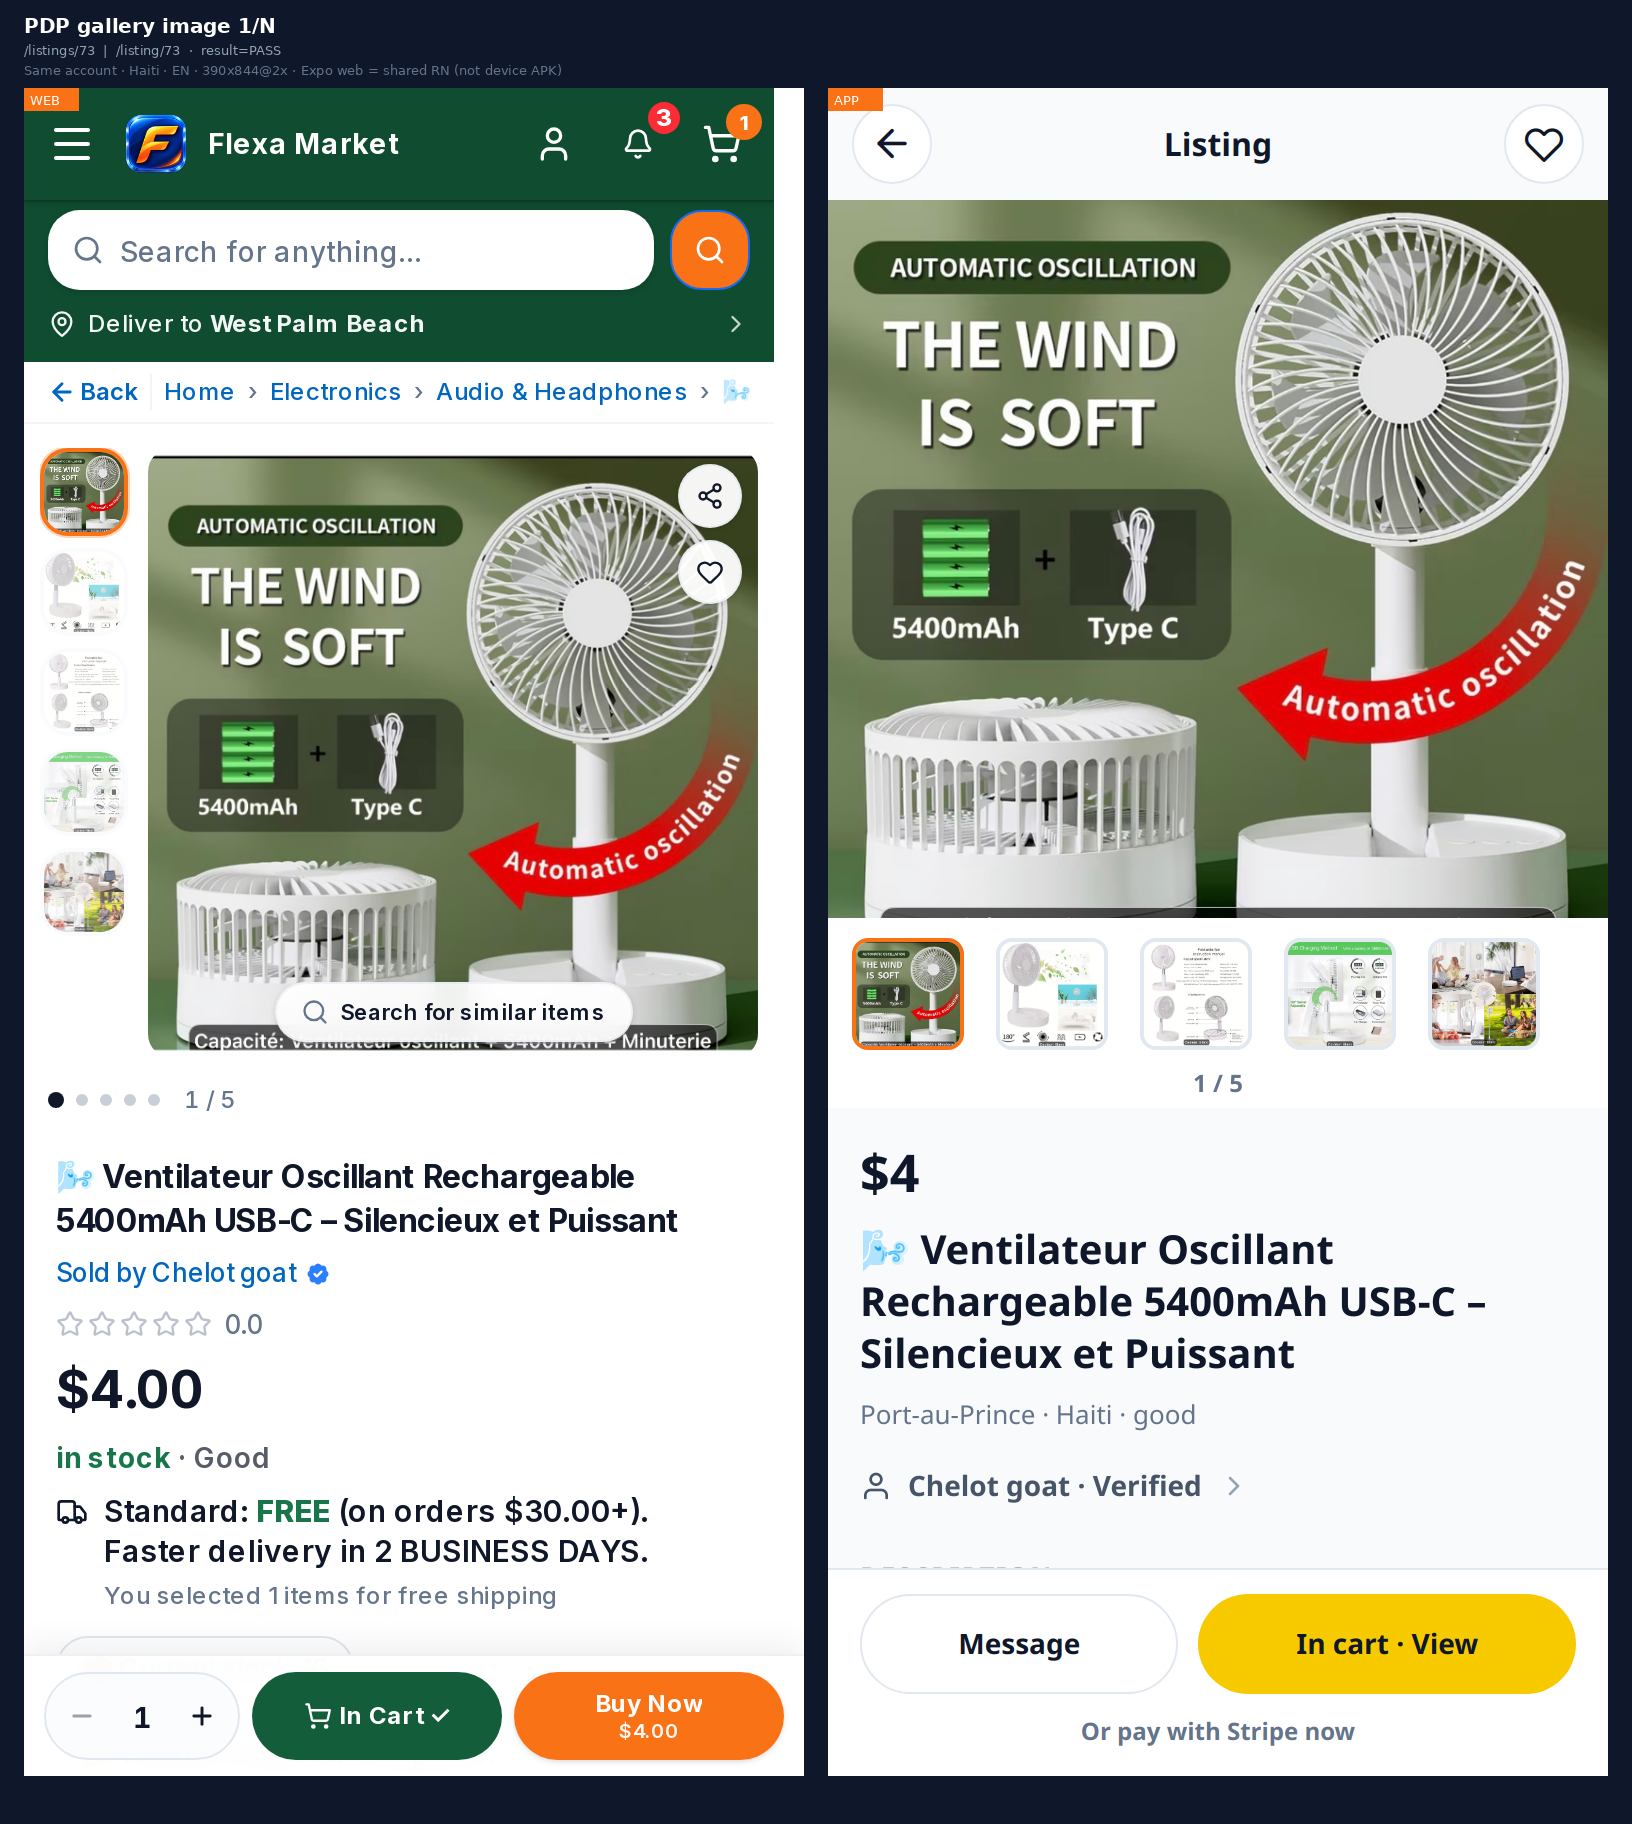 PDP gallery image 1/N
/listings/73 | /listing/73 · result=PASS
Same account · Haiti · EN · 390x844@2x · Expo web = shared RN (not device APK)
WEB
Flexa Market
3
1
Search for anything...
Deliver to West Palm Beach
← Back
Home › Electronics › Audio & Headphones › 🌬️
AUTOMATIC OSCILLATION
THE WIND
IS SOFT
5400mAh + Type C
Automatic oscillation
Search for similar items
Capacité: Ventilateur oscillant + 5400mAh + Minuterie
1 / 5
🌬️ Ventilateur Oscillant Rechargeable
5400mAh USB-C – Silencieux et Puissant
Sold by Chelot goat
0.0
$4.00
in stock · Good
Standard: FREE (on orders $30.00+).
Faster delivery in 2 BUSINESS DAYS.
You selected 1 items for free shipping
− 1 +
In Cart ✓
Buy Now
$4.00
APP
Listing
AUTOMATIC OSCILLATION
THE WIND
IS SOFT
5400mAh + Type C
Automatic oscillation
1 / 5
$4
🌬️ Ventilateur Oscillant
Rechargeable 5400mAh USB-C –
Silencieux et Puissant
Port-au-Prince · Haiti · good
Chelot goat · Verified
Message
In cart · View
Or pay with Stripe now